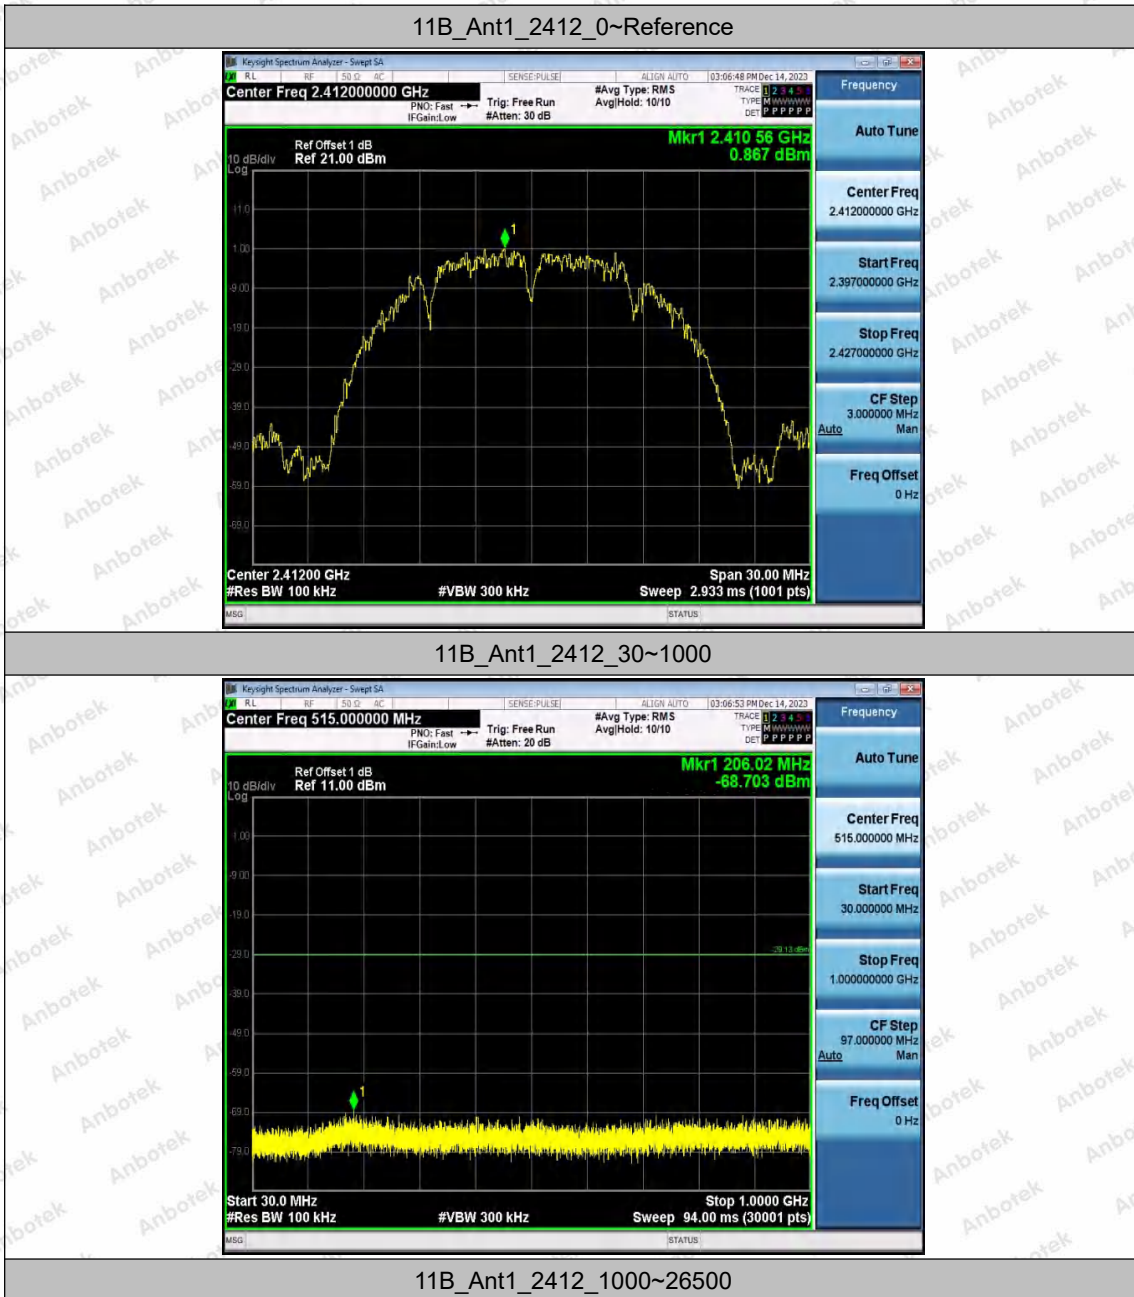 11B_Ant1_2412_0~Reference
Keysight Spectrum Analyzer - Swept SA
RL RF 50 Ω AC SENSE:PULSE ALIGN AUTO 03:06:48 PM Dec 14, 2023
Center Freq 2.412000000 GHz
PNO: Fast
IFGain:Low
Trig: Free Run
#Atten: 30 dB
#Avg Type: RMS
Avg|Hold: 10/10
TRACE 1 2 3 4 5 6
TYPE M WWWWW
DET P P P P P P
Frequency
Mkr1 2.410 56 GHz
0.867 dBm
Ref Offset 1 dB
10 dB/div Ref 21.00 dBm
Log
11.0
1.00
-9.00
-19.0
-29.0
-39.0
-49.0
-59.0
-69.0
1
Center 2.41200 GHz Span 30.00 MHz
#Res BW 100 kHz #VBW 300 kHz Sweep 2.933 ms (1001 pts)
MSG STATUS
Auto Tune
Center Freq
2.412000000 GHz
Start Freq
2.397000000 GHz
Stop Freq
2.427000000 GHz
CF Step
3.000000 MHz
Auto Man
Freq Offset
0 Hz
11B_Ant1_2412_30~1000
Keysight Spectrum Analyzer - Swept SA
RL RF 50 Ω AC SENSE:PULSE ALIGN AUTO 03:06:53 PM Dec 14, 2023
Center Freq 515.000000 MHz
PNO: Fast
IFGain:Low
Trig: Free Run
#Atten: 20 dB
#Avg Type: RMS
Avg|Hold: 10/10
TRACE 1 2 3 4 5 6
TYPE M WWWWW
DET P P P P P P
Frequency
Mkr1 206.02 MHz
-68.703 dBm
Ref Offset 1 dB
10 dB/div Ref 11.00 dBm
Log
1.00
-9.00
-19.0
-29.0
-39.0
-49.0
-59.0
-69.0
-79.0
-29.13 dBm
1
Start 30.0 MHz Stop 1.0000 GHz
#Res BW 100 kHz #VBW 300 kHz Sweep 94.00 ms (30001 pts)
MSG STATUS
Auto Tune
Center Freq
515.000000 MHz
Start Freq
30.000000 MHz
Stop Freq
1.000000000 GHz
CF Step
97.000000 MHz
Auto Man
Freq Offset
0 Hz
11B_Ant1_2412_1000~26500
Anbotek